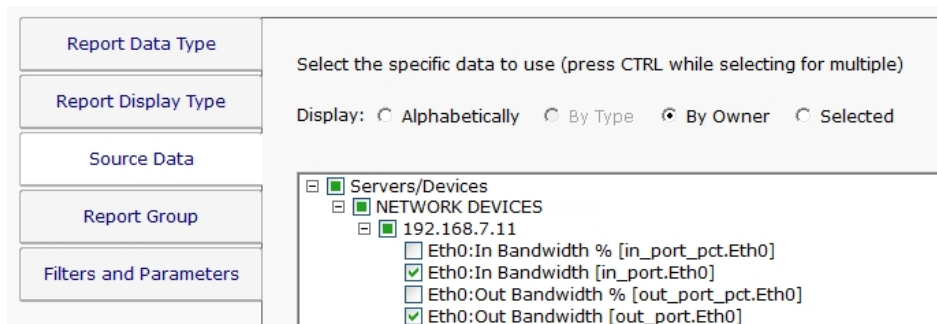 Report Data Type
Report Display Type
Source Data
Report Group
Filters and Parameters
Select the specific data to use (press CTRL while selecting for multiple)
Display: Alphabetically By Type By Owner Selected
Servers/Devices
NETWORK DEVICES
192.168.7.11
Eth0:In Bandwidth % [in_port_pct.Eth0]
Eth0:In Bandwidth [in_port.Eth0]
Eth0:Out Bandwidth % [out_port_pct.Eth0]
Eth0:Out Bandwidth [out_port.Eth0]